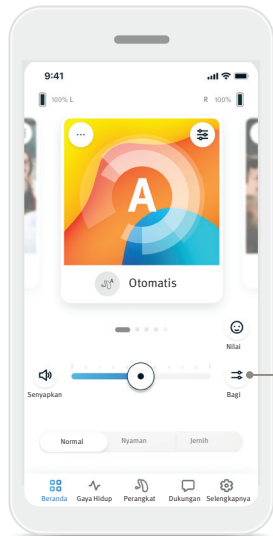 9:41
100% L
R 100%
A
A
Otomatis
Nilai
Senyapkan
Bagi
Normal
Nyaman
Jernih
Beranda
Gaya Hidup
Perangkat
Dukungan
Selengkapnya